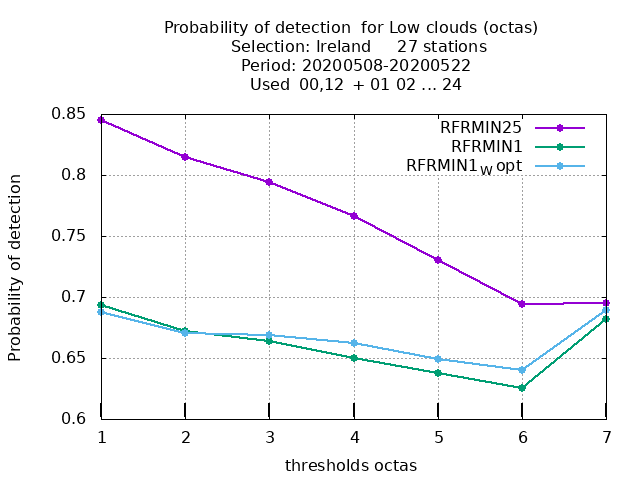 Probability of detection  for Low clouds (octas)
Selection: Ireland     27 stations
Period: 20200508-20200522
Used  00,12  + 01 02 ... 24
0.85
0.8
0.75
0.7
0.65
0.6
Probability of detection
RFRMIN25
RFRMIN1
RFRMIN1W opt
1 2 3 4 5 6 7
thresholds octas